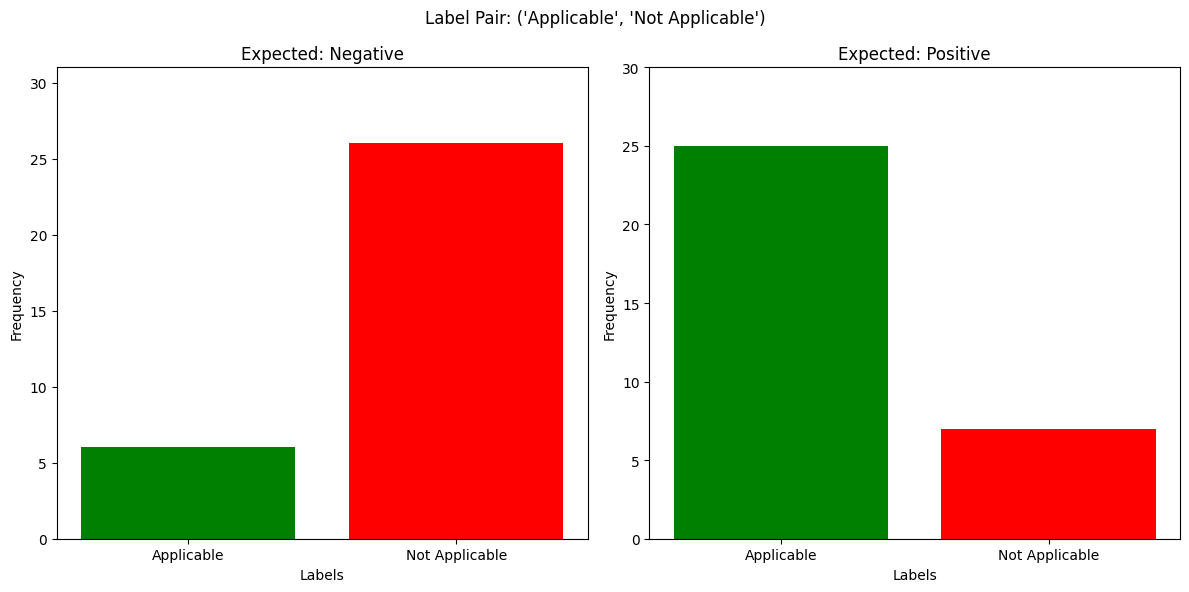 Label Pair: ('Applicable', 'Not Applicable')
Expected: Negative
30
25
20
15
10
5
0
Frequency
Applicable
Not Applicable
Labels
Expected: Positive
30
25
20
15
10
5
0
Frequency
Applicable
Not Applicable
Labels